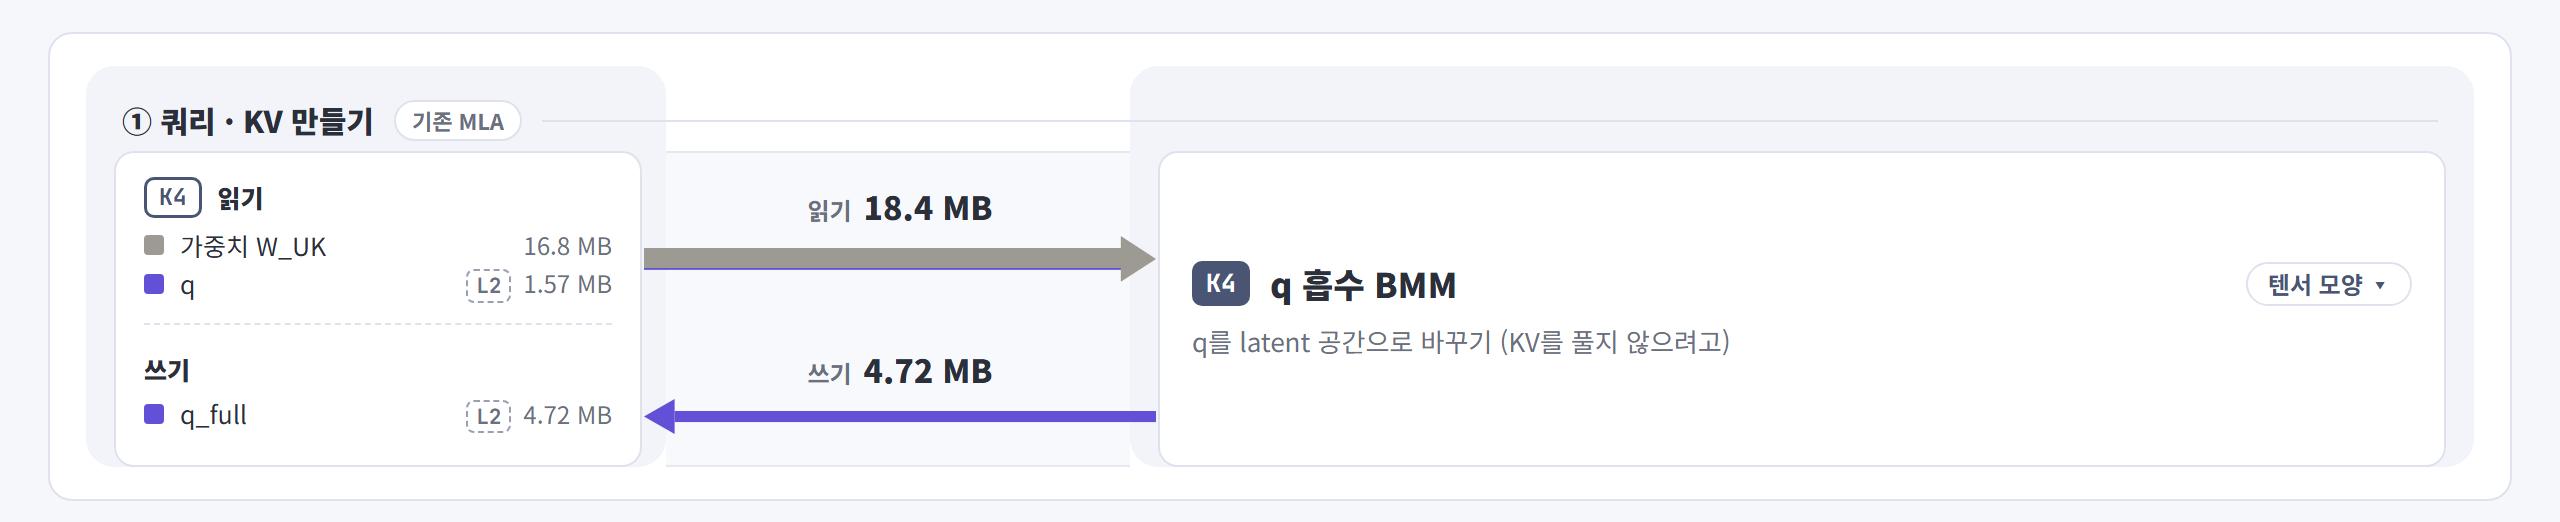 ① 쿼리 · KV 만들기 기존 MLA
K4 읽기
가중치 W_UK 16.8 MB
q L2 1.57 MB
쓰기
q_full L2 4.72 MB
읽기 18.4 MB
쓰기 4.72 MB
K4 q 흡수 BMM
텐서 모양 ▾
q를 latent 공간으로 바꾸기 (KV를 풀지 않으려고)